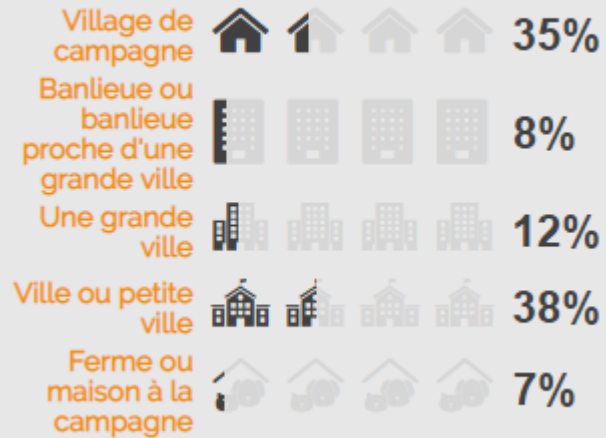 Village de
campagne
35%
Banlieue ou
banlieue
proche d'une
grande ville
8%
Une grande
ville
12%
Ville ou petite
ville
38%
Ferme ou
maison à la
campagne
7%